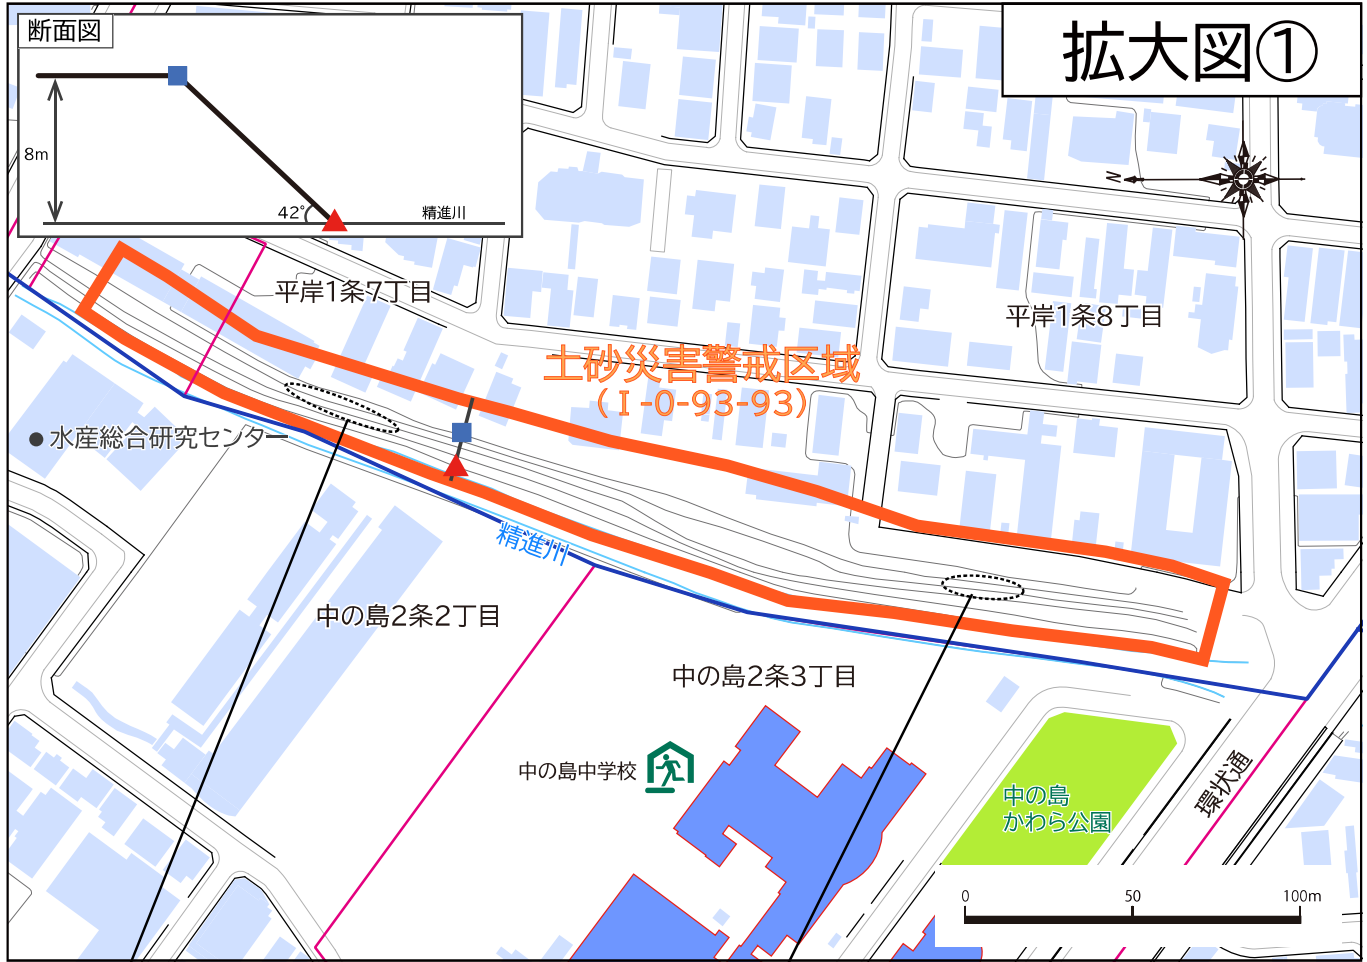 断面図
8m
42°
精進川
拡大図①
N
平岸1条7丁目
平岸1条8丁目
土砂災害警戒区域
(Ⅰ-0-93-93)
水産総合研究センター
精進川
中の島2条2丁目
中の島2条3丁目
中の島中学校
環状通
中の島
かわら公園
0 50 100m